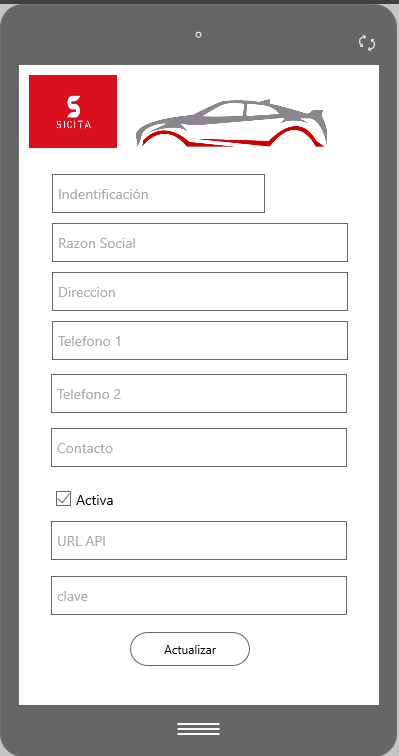 S
SICITA
Indentificación
Razon Social
Direccion
Telefono 1
Telefono 2
Contacto
Activa
URL API
clave
Actualizar